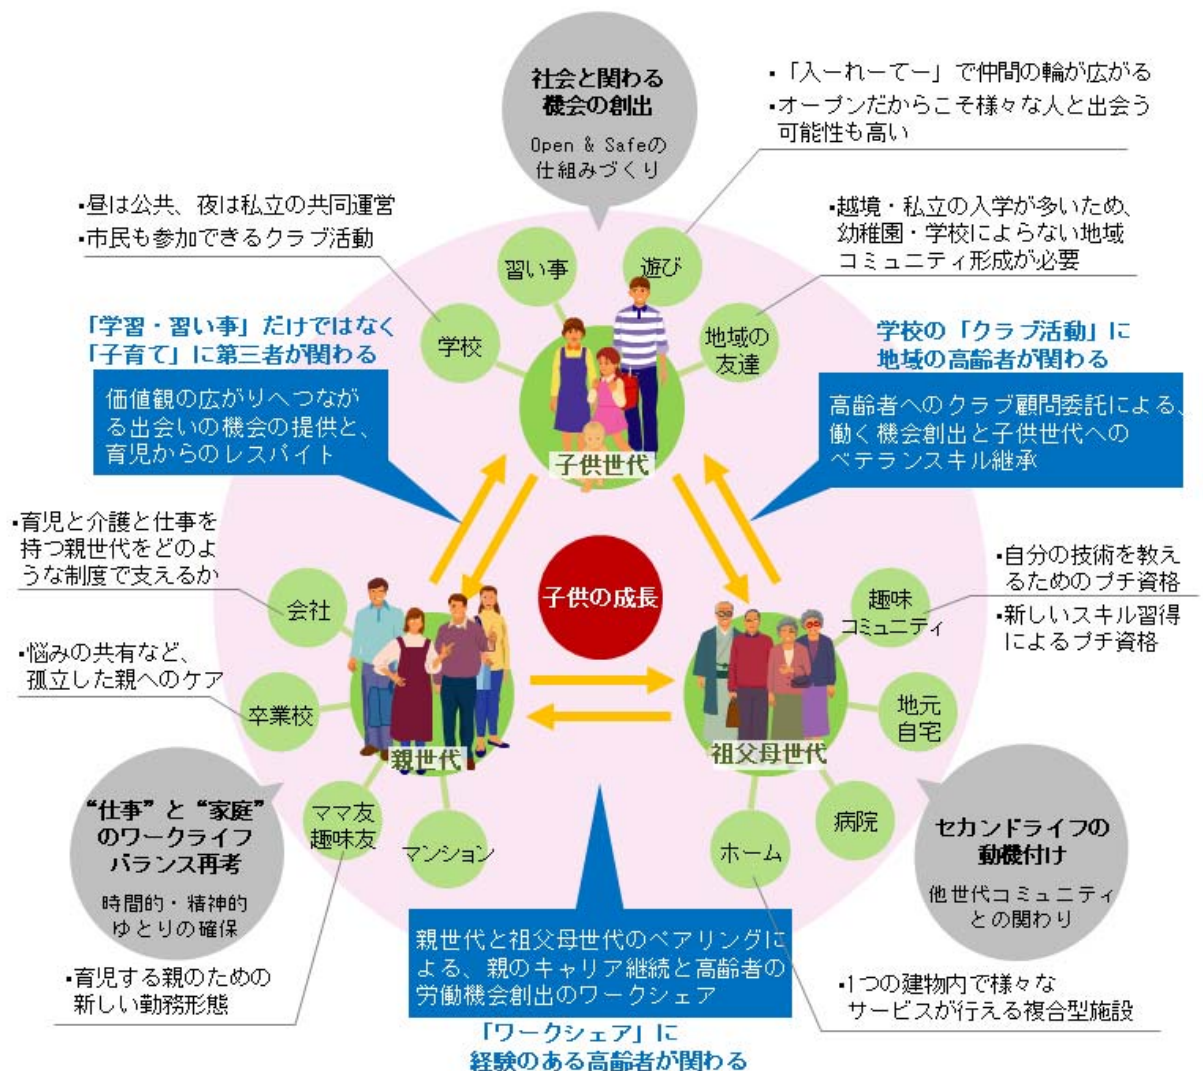 社会と関わる
機会の創出
Open & Safeの
仕組みづくり
▪「入ーれーてー」で仲間の輪が広がる
▪オープンだからこそ様々な人と出会う
可能性も高い
▪昼は公共、夜は私立の共同運営
▪市民も参加できるクラブ活動
▪越境・私立の入学が多いため、
幼稚園・学校によらない地域
コミュニティ形成が必要
習い事
遊び
学校
地域の
友達
「学習・習い事」だけではなく
「子育て」に第三者が関わる
価値観の広がりへつなが
る出会いの機会の提供と、
育児からのレスパイト
学校の「クラブ活動」に
地域の高齢者が関わる
高齢者へのクラブ顧問委託による、
働く機会創出と子供世代への
ベテランスキル継承
子供世代
▪育児と介護と仕事を
持つ親世代をどのよ
うな制度で支えるか
▪悩みの共有など、
孤立した親へのケア
子供の成長
▪自分の技術を教え
るためのプチ資格
▪新しいスキル習得
によるプチ資格
会社
卒業校
ママ友
趣味友
マンション
親世代
趣味
コミュニティ
地元
自宅
病院
ホーム
祖父母世代
“仕事”と“家庭”
のワークライフ
バランス再考
時間的・精神的
ゆとりの確保
▪育児する親のための
新しい勤務形態
セカンドライフの
動機付け
他世代コミュニティ
との関わり
▪1つの建物内で様々な
サービスが行える複合型施設
親世代と祖父母世代のペアリングに
よる、親のキャリア継続と高齢者の
労働機会創出のワークシェア
「ワークシェア」に
経験のある高齢者が関わる